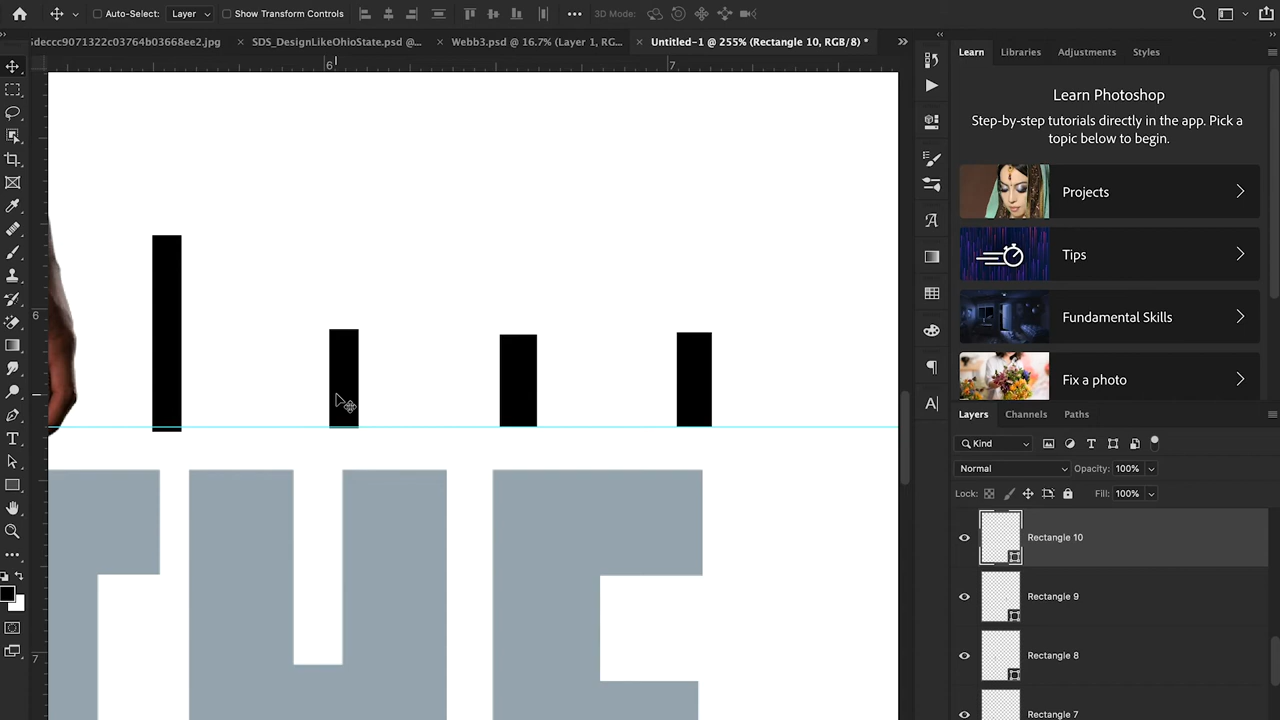 Auto-Select: Layer Show Transform Controls 3D Mode:
ideccc9071322c03764b03668ee2.jpg SDS_DesignLikeOhioState.psd @... Webb3.psd @ 16.7% (Layer 1, RG... Untitled-1 @ 255% (Rectangle 10, RGB/8) *
6 7
Learn Libraries Adjustments Styles
Learn Photoshop
Step-by-step tutorials directly in the app. Pick a
topic below to begin.
Projects
Tips
Fundamental Skills
Fix a photo
6
7
THE
Layers Channels Paths
Kind
Normal Opacity: 100%
Lock: Fill: 100%
Rectangle 10
Rectangle 9
Rectangle 8
Rectangle 7